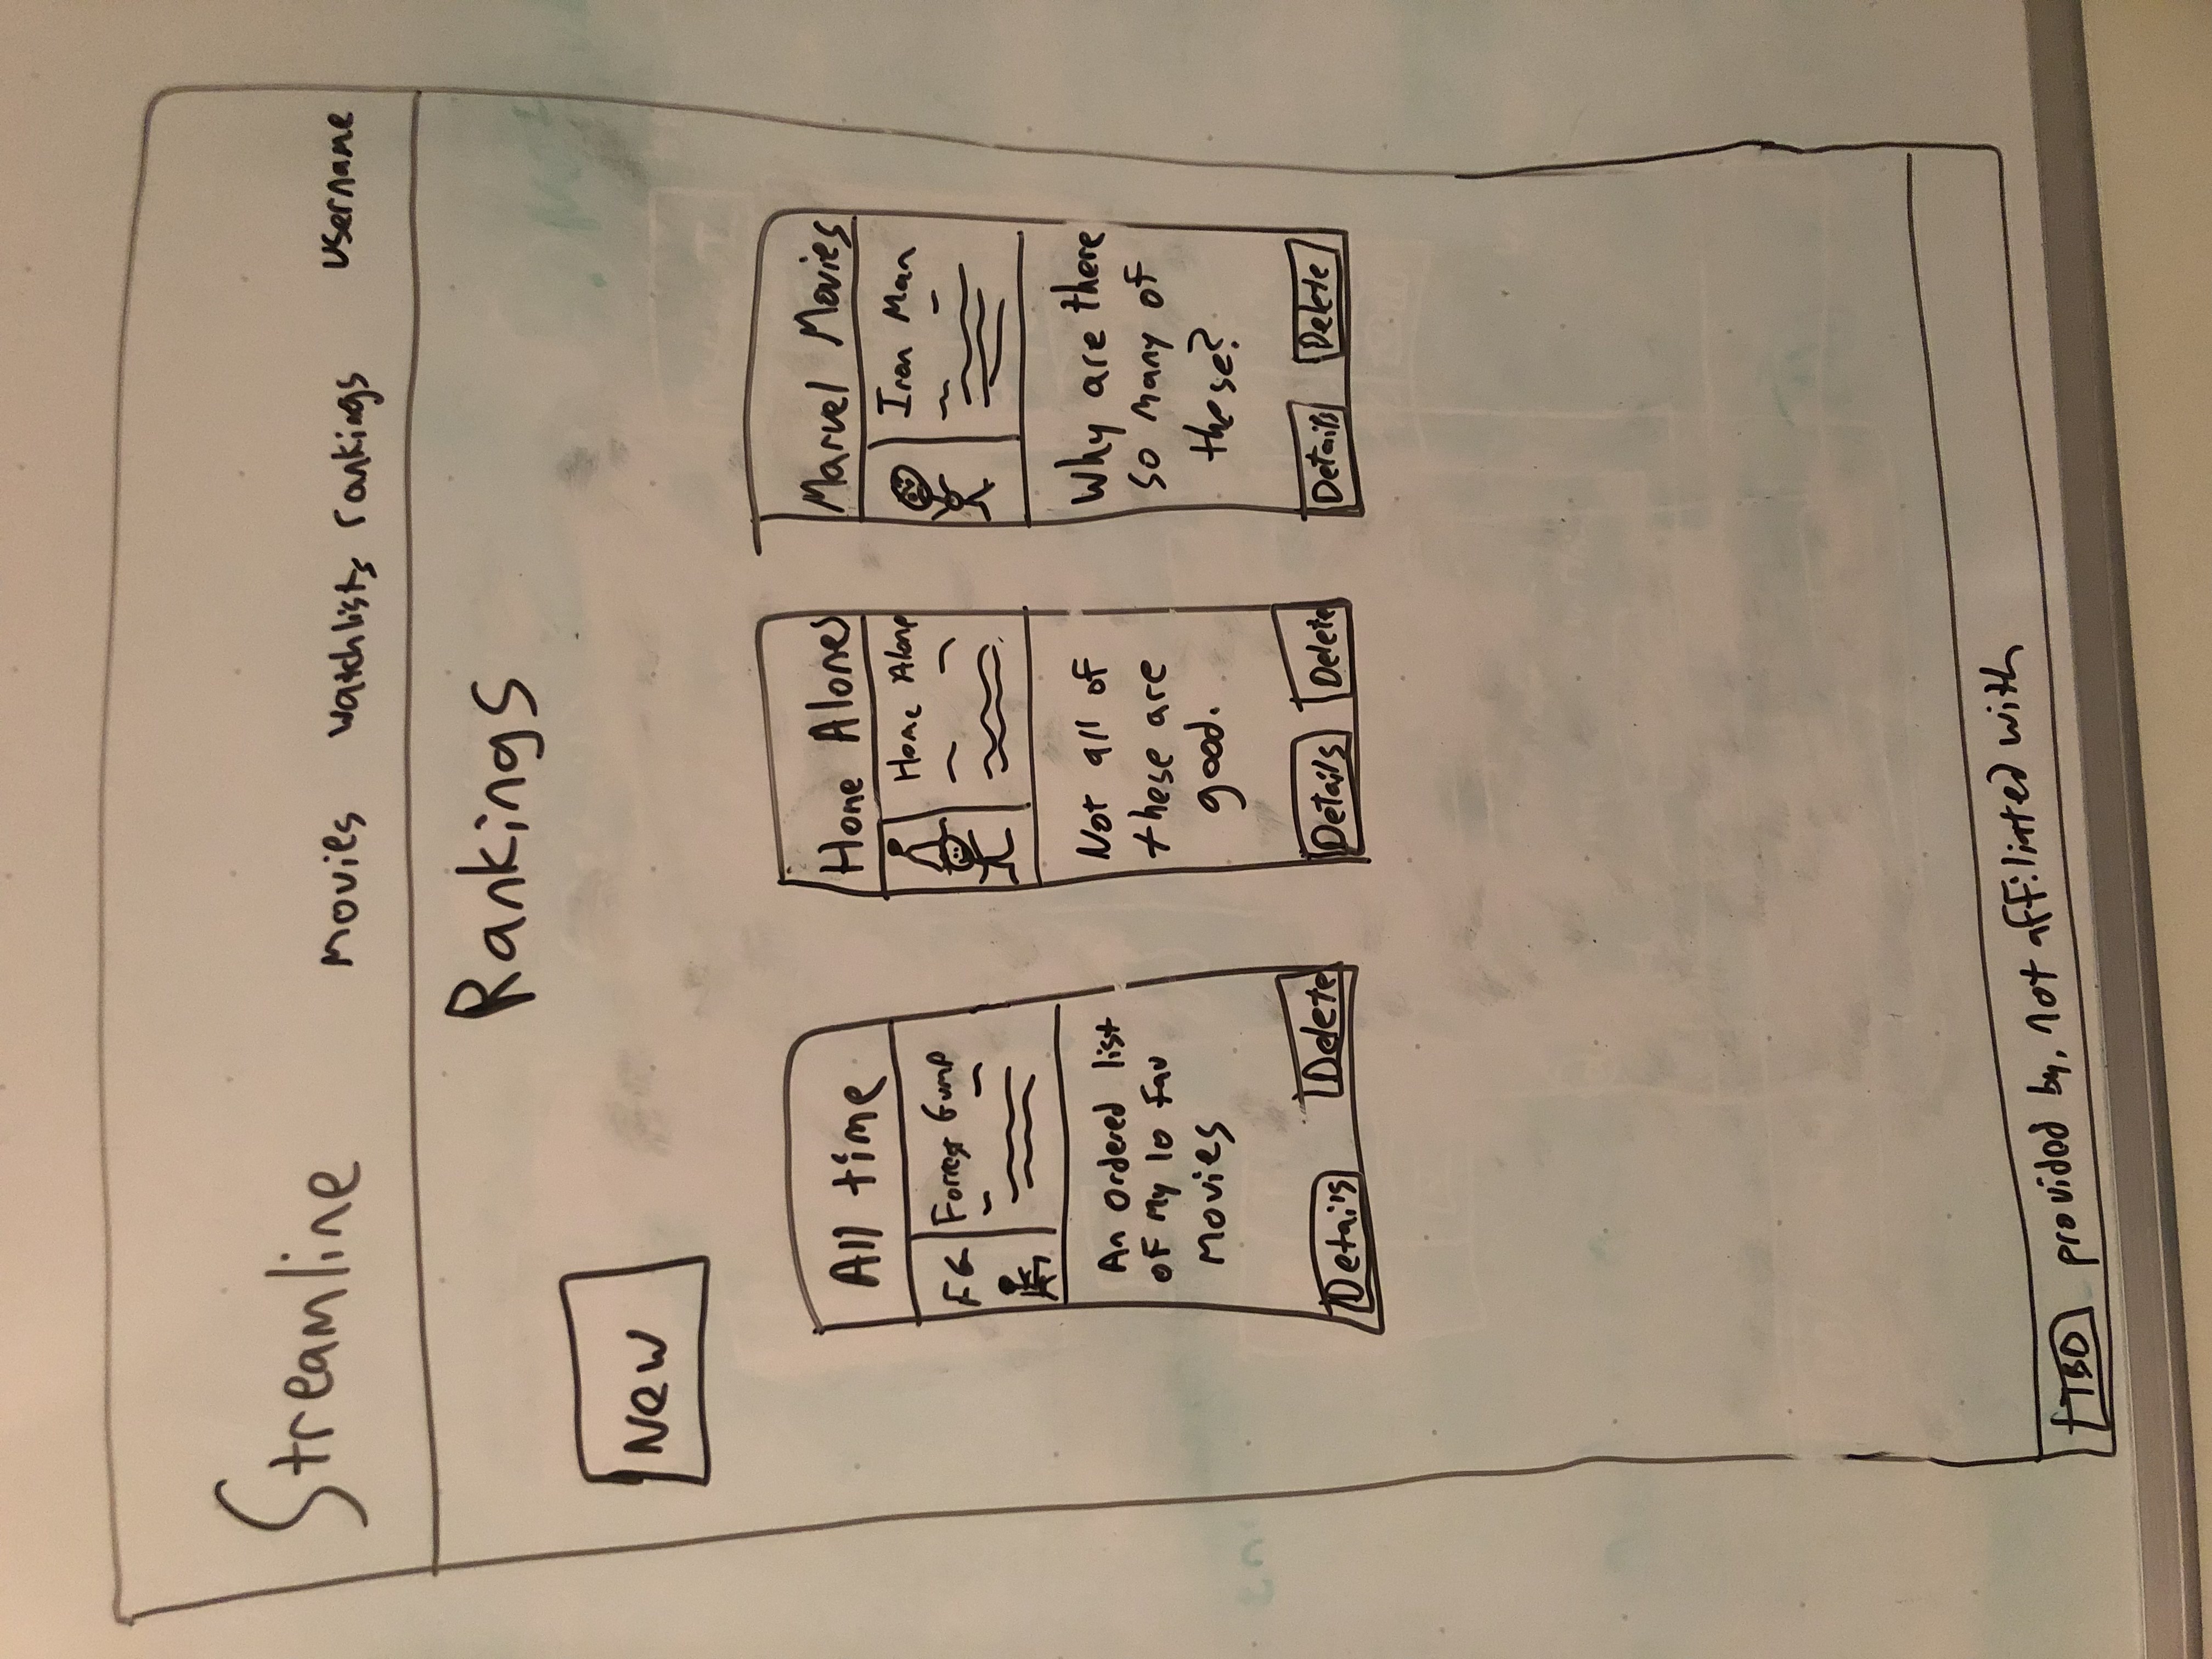 Streamline
movies watchlists rankings username
Rankings
New
All time
FG
Forrest Gump
An ordered list
of my 10 fav
movies
Details Delete
Home Alones
Home Alone
Not all of
these are
good.
Details Delete
Marvel Movies
Iron Man
Why are there
so many of
these?
Details Delete
TBD provided by, not affiliated with